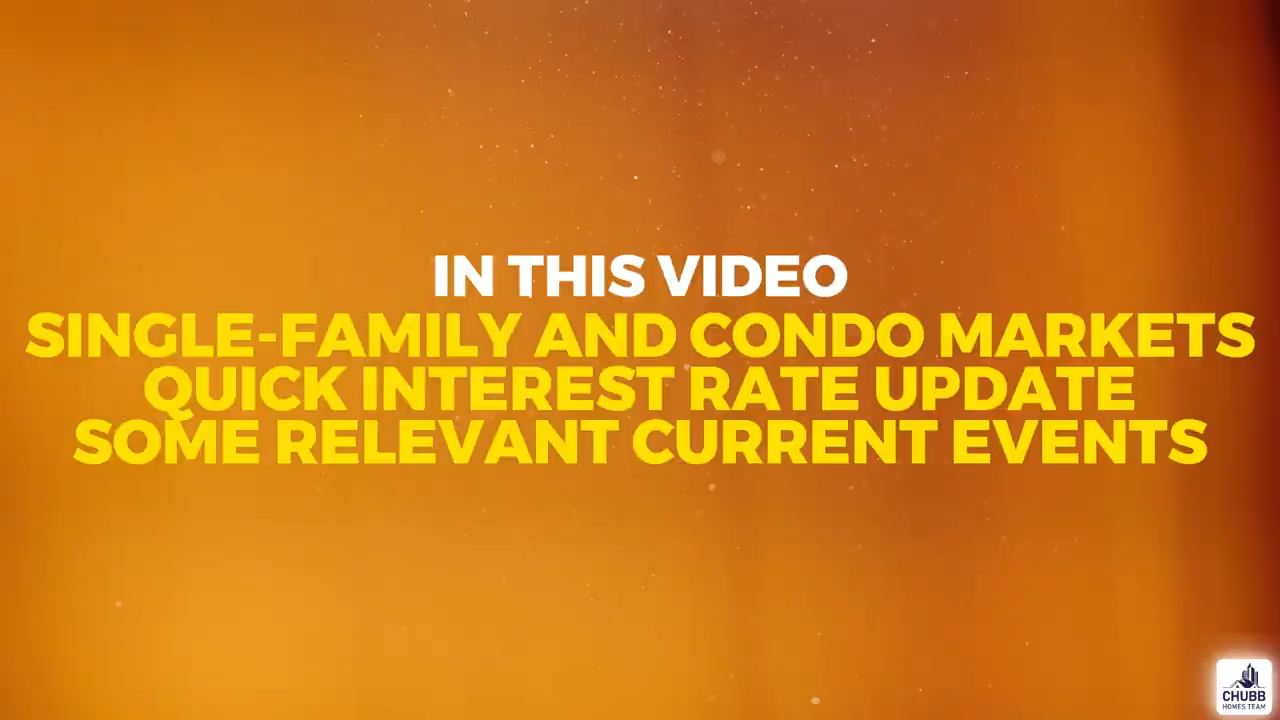 IN THIS VIDEO
SINGLE-FAMILY AND CONDO MARKETS
QUICK INTEREST RATE UPDATE
SOME RELEVANT CURRENT EVENTS
CHUBB
HOMES TEAM